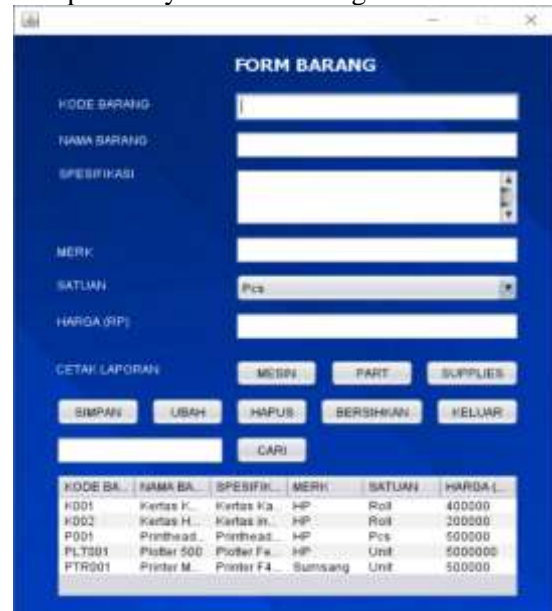 FORM BARANG
KODE BARANG
NAMA BARANG
SPESIFIKASI
MERK
SATUAN Pcs
HARGA (RP)
CETAK LAPORAN MESIN PART SUPPLIES
SIMPAN UBAH HAPUS BERSIHKAN KELUAR
CARI
KODE BA... NAMA BA... SPESIFIK... MERK SATUAN HARGA (...
K001 Kertas K... Kertas Ka... HP Roll 400000
K002 Kertas H... Kertas in... HP Roll 200000
P001 Printhead... Printhead... HP Pcs 500000
PLT001 Plotter 500 Plotter Fe... HP Unit 5000000
PTR001 Printer M... Printer F4... Sumsang Unit 500000